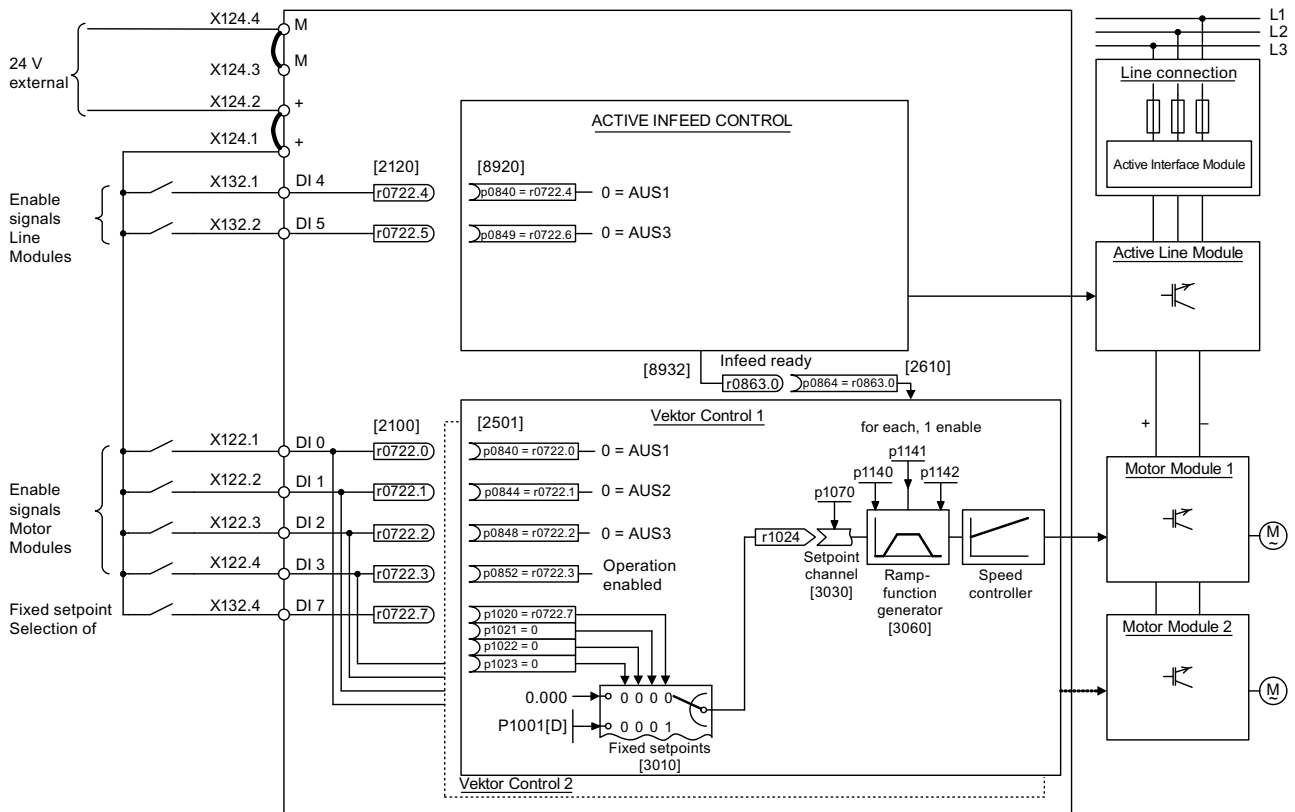 X124.4
M
L1
L2
L3
24 V
external
X124.3
M
Line connection
X124.2
+
X124.1
+
ACTIVE INFEED CONTROL
Active Interface Module
[2120]
[8920]
Enable
signals
Line
Modules
X132.1
DI 4
r0722.4
p0840 = r0722.4
0 = AUS1
X132.2
DI 5
r0722.5
p0849 = r0722.6
0 = AUS3
Active Line Module
[8932]
Infeed ready
[2610]
r0863.0
p0864 = r0863.0
[2100]
[2501]
Vektor Control 1
for each, 1 enable
+
–
Enable
signals
Motor
Modules
X122.1
DI 0
r0722.0
p0840 = r0722.0
0 = AUS1
p1141
p1140
p1142
Motor Module 1
X122.2
DI 1
r0722.1
p0844 = r0722.1
0 = AUS2
p1070
X122.3
DI 2
r0722.2
p0848 = r0722.2
0 = AUS3
r1024
M
~
X122.4
DI 3
r0722.3
p0852 = r0722.3
Operation
enabled
Setpoint
channel
[3030]
Ramp-
function
generator
[3060]
Speed
controller
Fixed setpoint
Selection of
X132.4
DI 7
r0722.7
p1020 = r0722.7
p1021 = 0
p1022 = 0
p1023 = 0
Motor Module 2
0.000
0 0 0 0
M
~
P1001[D]
0 0 0 1
Fixed setpoints
[3010]
Vektor Control 2